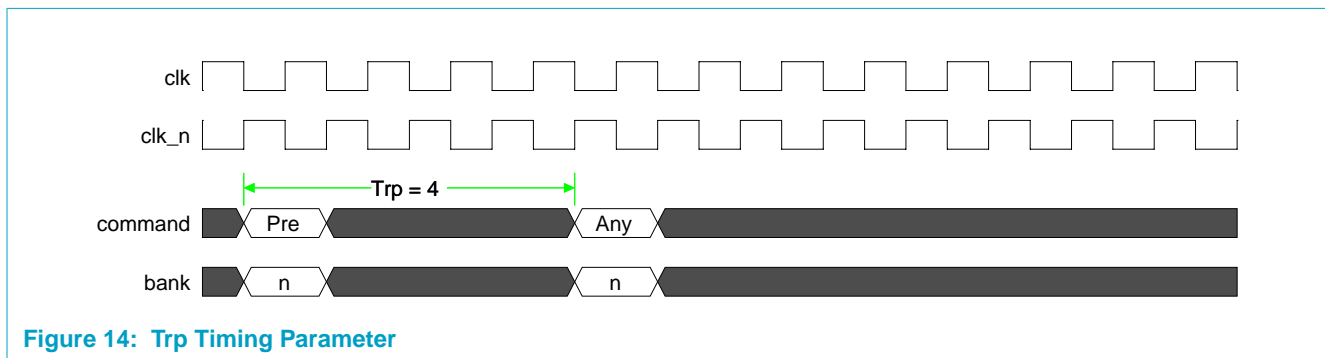 clk
clk_n
Trp = 4
command Pre Any
bank n n
Figure 14: Trp Timing Parameter